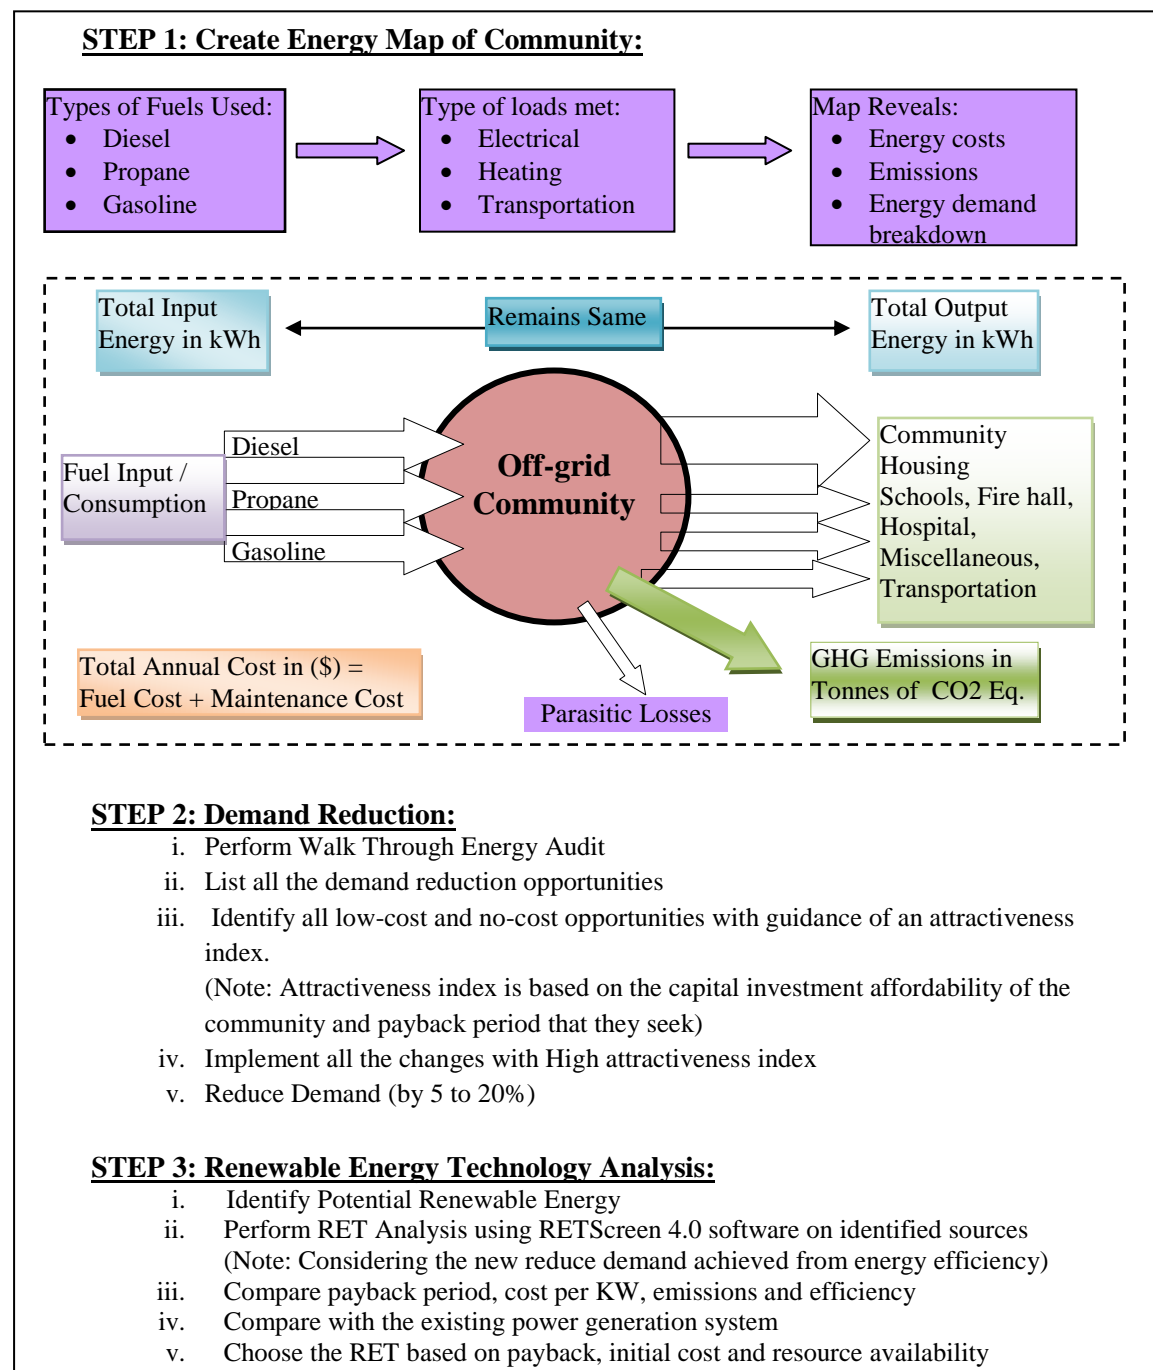 STEP 1: Create Energy Map of Community:
Types of Fuels Used:
• Diesel
• Propane
• Gasoline
Type of loads met:
• Electrical
• Heating
• Transportation
Map Reveals:
• Energy costs
• Emissions
• Energy demand
breakdown
Total Input
Energy in kWh
Remains Same
Total Output
Energy in kWh
Fuel Input /
Consumption
Diesel
Propane
Gasoline
Off-grid
Community
Community
Housing
Schools, Fire hall,
Hospital,
Miscellaneous,
Transportation
Total Annual Cost in ($) =
Fuel Cost + Maintenance Cost
Parasitic Losses
GHG Emissions in
Tonnes of CO2 Eq.
STEP 2: Demand Reduction:
i. Perform Walk Through Energy Audit
ii. List all the demand reduction opportunities
iii. Identify all low-cost and no-cost opportunities with guidance of an attractiveness
index.
(Note: Attractiveness index is based on the capital investment affordability of the
community and payback period that they seek)
iv. Implement all the changes with High attractiveness index
v. Reduce Demand (by 5 to 20%)
STEP 3: Renewable Energy Technology Analysis:
i. Identify Potential Renewable Energy
ii. Perform RET Analysis using RETScreen 4.0 software on identified sources
(Note: Considering the new reduce demand achieved from energy efficiency)
iii. Compare payback period, cost per KW, emissions and efficiency
iv. Compare with the existing power generation system
v. Choose the RET based on payback, initial cost and resource availability